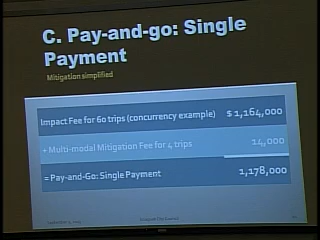 C. Pay-and-go: Single
Payment
Mitigation simplified
Impact Fee for 60 trips (concurrency example) $ 1,164,000
+ Multi-modal Mitigation Fee for 4 trips 14,000
= Pay-and-Go: Single Payment 1,178,000